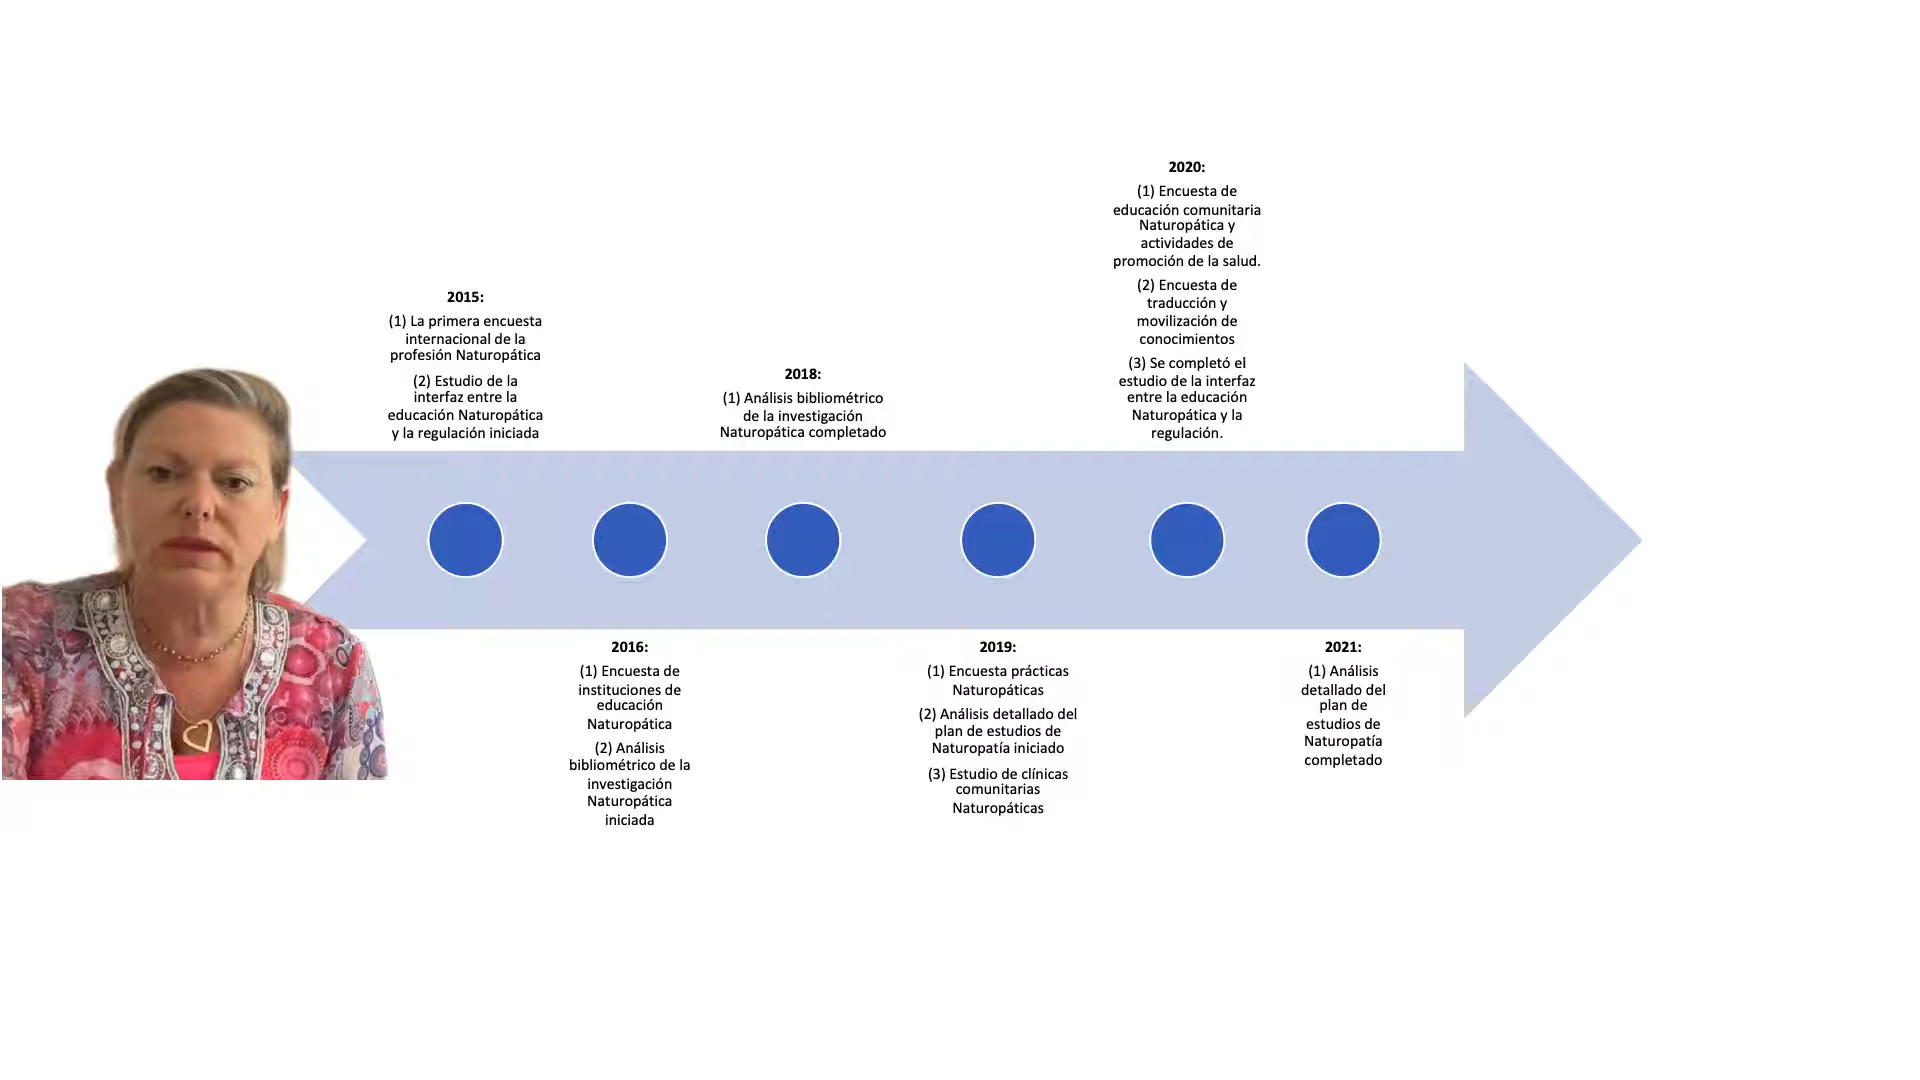 2015:
(1) La primera encuesta
internacional de la
profesión Naturopática
(2) Estudio de la
interfaz entre la
educación Naturopática
y la regulación iniciada
2016:
(1) Encuesta de
instituciones de
educación
Naturopática
(2) Análisis
bibliométrico de la
investigación
Naturopática
iniciada
2018:
(1) Análisis bibliométrico
de la investigación
Naturopática completado
2019:
(1) Encuesta prácticas
Naturopáticas
(2) Análisis detallado del
plan de estudios de
Naturopatía iniciado
(3) Estudio de clínicas
comunitarias
Naturopáticas
2020:
(1) Encuesta de
educación comunitaria
Naturopática y
actividades de
promoción de la salud.
(2) Encuesta de
traducción y
movilización de
conocimientos
(3) Se completó el
estudio de la interfaz
entre la educación
Naturopática y la
regulación.
2021:
(1) Análisis
detallado del
plan de
estudios de
Naturopatía
completado